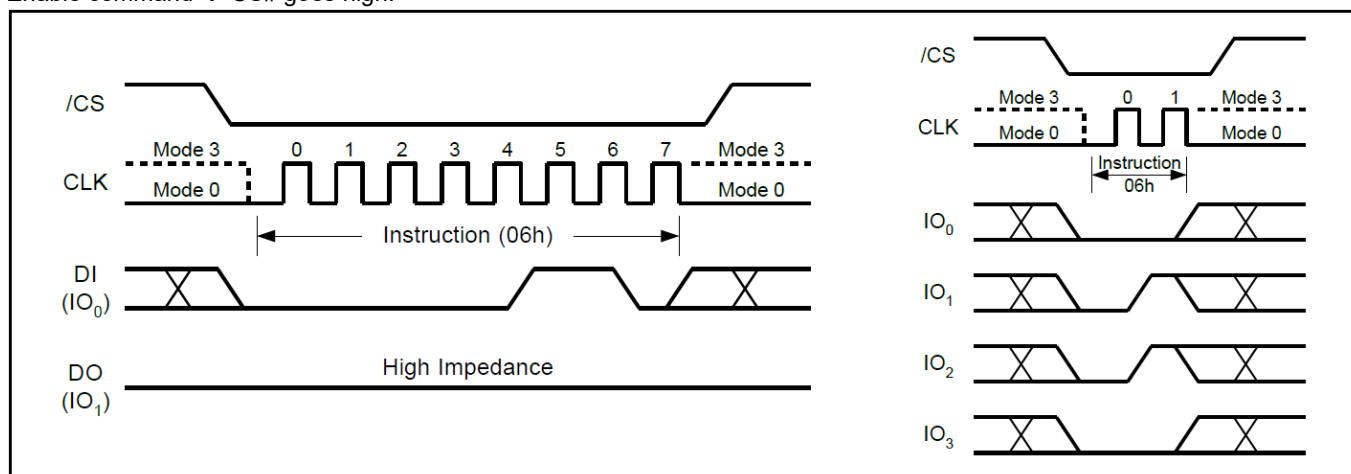 Enable command → CS# goes high.
/CS
Mode 3 0 1 2 3 4 5 6 7 Mode 3
CLK
Mode 0 Mode 0
Instruction (06h)
DI
(IO0)
High Impedance
DO
(IO1)
/CS
Mode 3 0 1 Mode 3
CLK
Mode 0 Mode 0
Instruction
06h
IO0
IO1
IO2
IO3